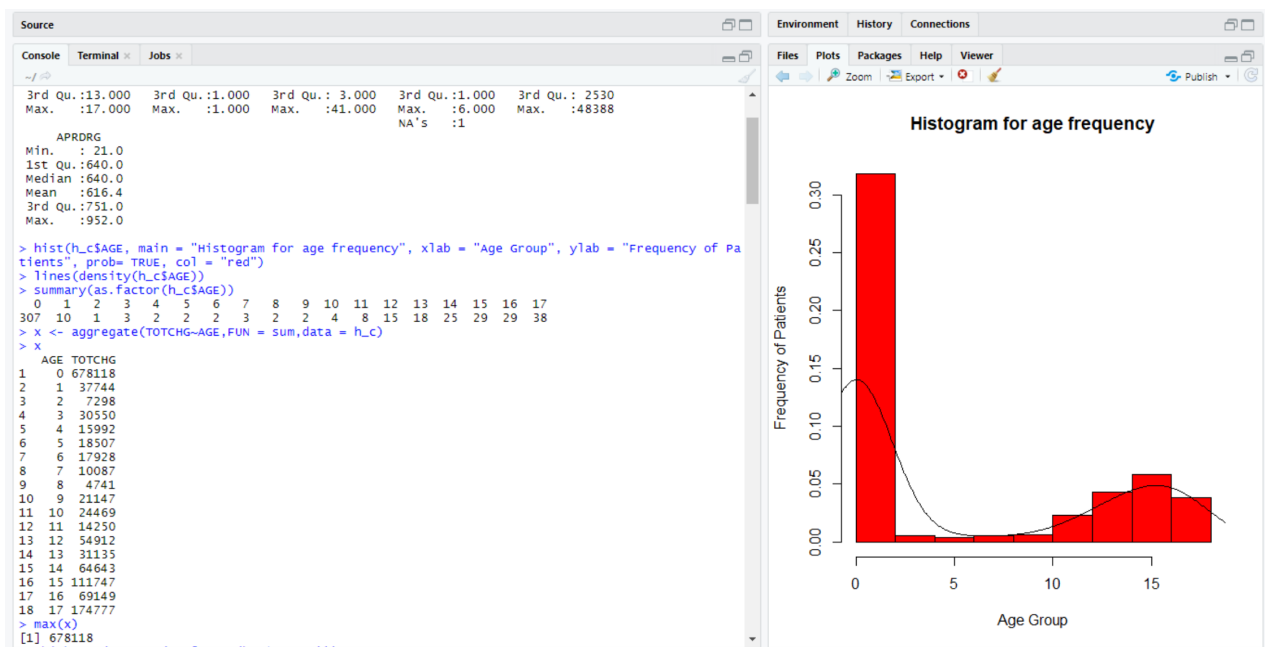 Source
Console Terminal × Jobs ×
~/
3rd Qu.:13.000 3rd Qu.:1.000 3rd Qu.: 3.000 3rd Qu.:1.000 3rd Qu.: 2530
Max. :17.000 Max. :1.000 Max. :41.000 Max. :6.000 Max. :48388
NA's :1
APRDRG
Min. : 21.0
1st Qu.:640.0
Median :640.0
Mean :616.4
3rd Qu.:751.0
Max. :952.0
> hist(h_c$AGE, main = "Histogram for age frequency", xlab = "Age Group", ylab = "Frequency of Pa
tients", prob= TRUE, col = "red")
> lines(density(h_c$AGE))
> summary(as.factor(h_c$AGE))
0 1 2 3 4 5 6 7 8 9 10 11 12 13 14 15 16 17
307 10 1 3 2 2 2 3 2 2 4 8 15 18 25 29 29 38
> x <- aggregate(TOTCHG~AGE,FUN = sum,data = h_c)
> x
AGE TOTCHG
1 0 678118
2 1 37744
3 2 7298
4 3 30550
5 4 15992
6 5 18507
7 6 17928
8 7 10087
9 8 4741
10 9 21147
11 10 24469
12 11 14250
13 12 54912
14 13 31135
15 14 64643
16 15 111747
17 16 69149
18 17 174777
> max(x)
[1] 678118
Environment History Connections
Files Plots Packages Help Viewer
Zoom Export Publish
Histogram for age frequency
Frequency of Patients
0.30
0.25
0.20
0.15
0.10
0.05
0.00
0 5 10 15
Age Group